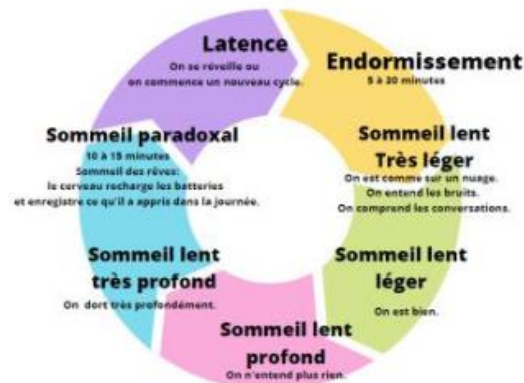 Latence
On se réveille ou
on commence un nouveau cycle.
Endormissement
5 à 20 minutes
Sommeil lent
Très léger
On est comme sur un nuage.
On entend les bruits.
On comprend les conversations.
Sommeil lent
léger
On est bien.
Sommeil lent
profond
On n'entend plus rien.
Sommeil lent
très profond
On dort très profondément.
Sommeil paradoxal
10 à 15 minutes
Sommeil des rêves:
le cerveau recharge les batteries
et enregistre ce qu'il a appris dans la journée.